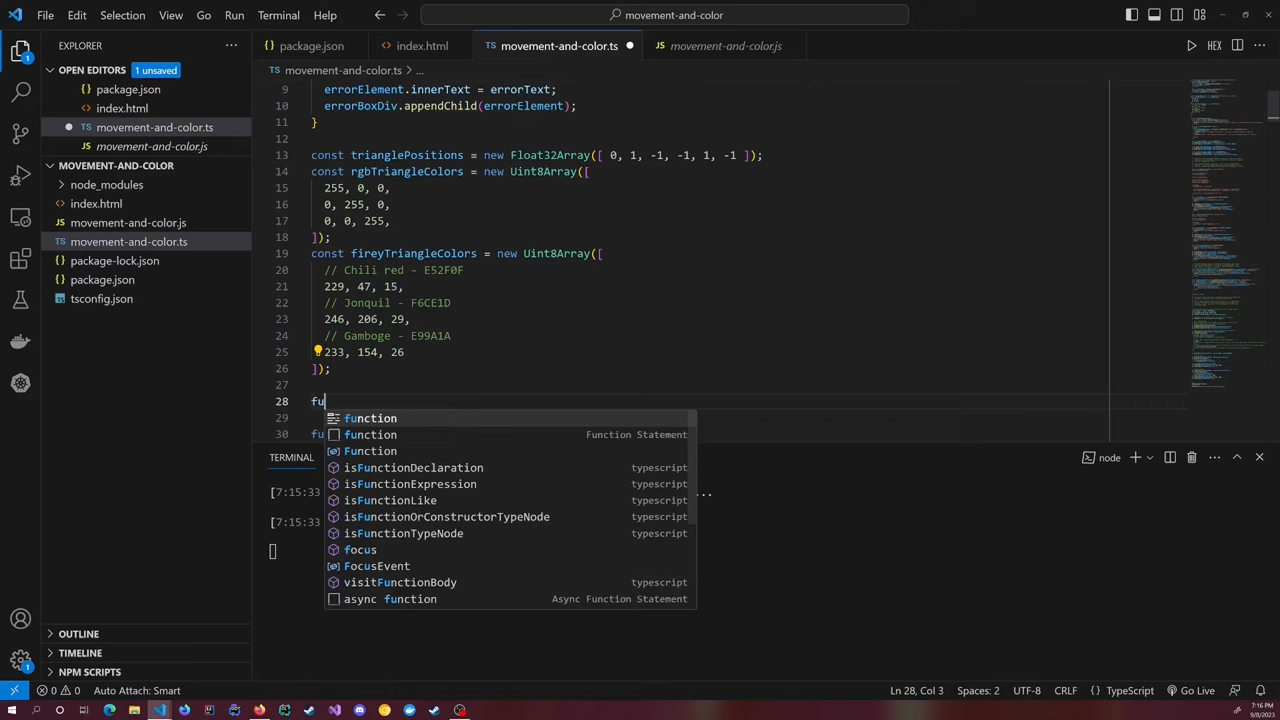 File Edit Selection View Go Run Terminal Help
movement-and-color
EXPLORER
package.json
index.html
movement-and-color.ts
movement-and-color.js
HEX
OPEN EDITORS
1 unsaved
package.json
index.html
movement-and-color.ts
movement-and-color.js
MOVEMENT-AND-COLOR
node_modules
index.html
movement-and-color.js
movement-and-color.ts
package-lock.json
package.json
tsconfig.json
OUTLINE
TIMELINE
NPM SCRIPTS
movement-and-color.ts > ...
9 errorElement.innerText = errorText;
10 errorBoxDiv.appendChild(errorElement);
11 }
12
13 const trianglePositions = new Float32Array([ 0, 1, -1, -1, 1, -1 ]);
14 const rgbTriangleColors = new Uint8Array([
15 255, 0, 0,
16 0, 255, 0,
17 0, 0, 255,
18 ]);
19 const fireyTriangleColors = new Uint8Array([
20 // Chili red - E52F0F
21 229, 47, 15,
22 // Jonquil - F6CE1D
23 246, 206, 29,
24 // Gamboge - E99A1A
25 233, 154, 26
26 ]);
27
28 fu
29
30 fu
function
function Function Statement
Function
isFunctionDeclaration typescript
isFunctionExpression typescript
isFunctionLike typescript
isFunctionOrConstructorTypeNode typescript
isFunctionTypeNode typescript
focus
FocusEvent
visitFunctionBody typescript
async function Async Function Statement
TERMINAL
node
[7:15:33
...
[7:15:33
0 0 Auto Attach: Smart
Ln 28, Col 3 Spaces: 2 UTF-8 CRLF {} TypeScript Go Live
7:16 PM
9/8/2023